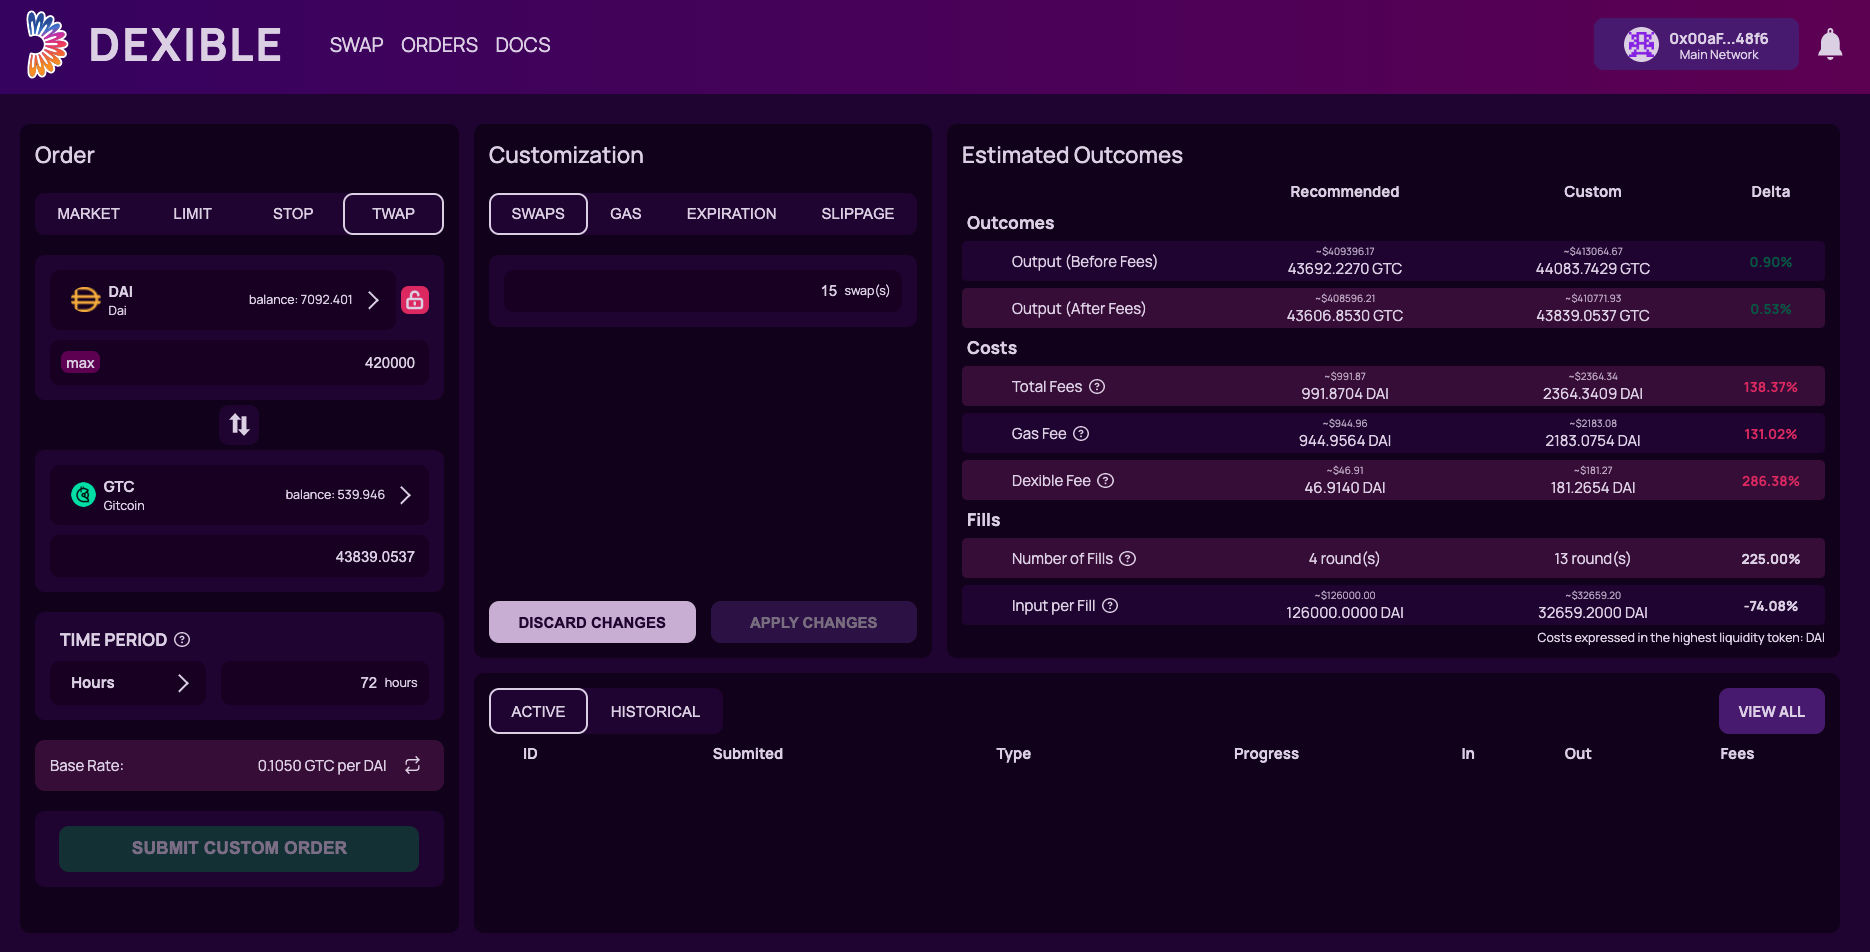 DEXIBLE
SWAP ORDERS DOCS
0x00aF...48f6
Main Network
Order
MARKET LIMIT STOP TWAP
DAI
Dai
balance: 7092.401
max 420000
GTC
Gitcoin
balance: 539.946
43839.0537
TIME PERIOD ?
Hours 72 hours
Base Rate: 0.1050 GTC per DAI
SUBMIT CUSTOM ORDER
Customization
SWAPS GAS EXPIRATION SLIPPAGE
15 swap(s)
DISCARD CHANGES APPLY CHANGES
Estimated Outcomes
Recommended Custom Delta
Outcomes
~$409396.17 ~$413064.67
Output (Before Fees) 43692.2270 GTC 44083.7429 GTC 0.90%
~$408596.21 ~$410771.93
Output (After Fees) 43606.8530 GTC 43839.0537 GTC 0.53%
Costs
~$991.87 ~$2364.34
Total Fees ? 991.8704 DAI 2364.3409 DAI 138.37%
~$944.96 ~$2183.08
Gas Fee ? 944.9564 DAI 2183.0754 DAI 131.02%
~$46.91 ~$181.27
Dexible Fee ? 46.9140 DAI 181.2654 DAI 286.38%
Fills
Number of Fills ? 4 round(s) 13 round(s) 225.00%
~$126000.00 ~$32659.20
Input per Fill ? 126000.0000 DAI 32659.2000 DAI -74.08%
Costs expressed in the highest liquidity token: DAI
ACTIVE HISTORICAL VIEW ALL
ID Submited Type Progress In Out Fees